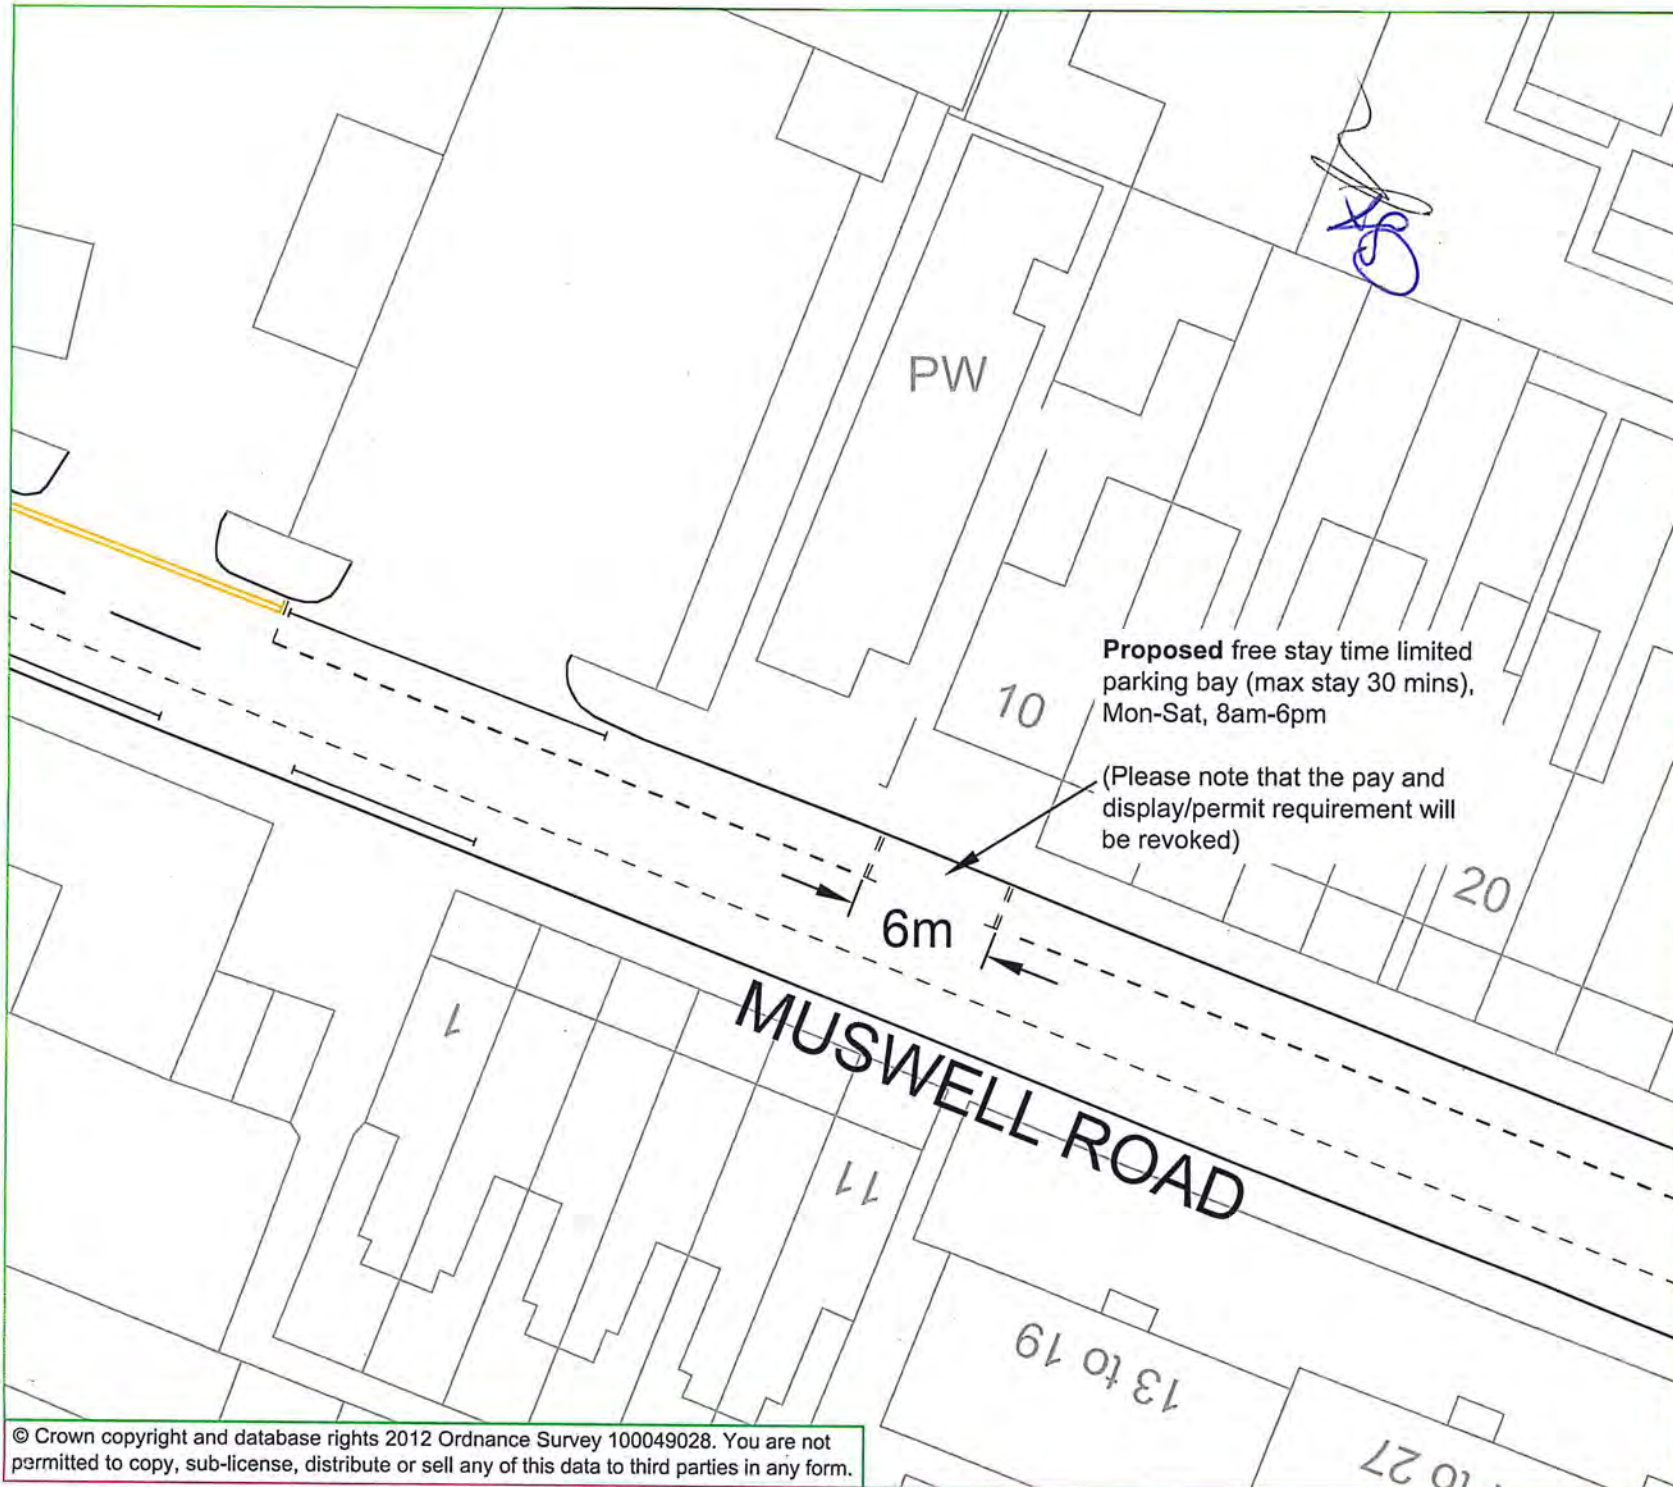 PW
Proposed free stay time limited
parking bay (max stay 30 mins),
Mon-Sat, 8am-6pm
10
(Please note that the pay and
display/permit requirement will
be revoked)
20
6m
MUSWELL ROAD
1
11
13 to 19
to 27
© Crown copyright and database rights 2012 Ordnance Survey 100049028. You are not
permitted to copy, sub-license, distribute or sell any of this data to third parties in any form.